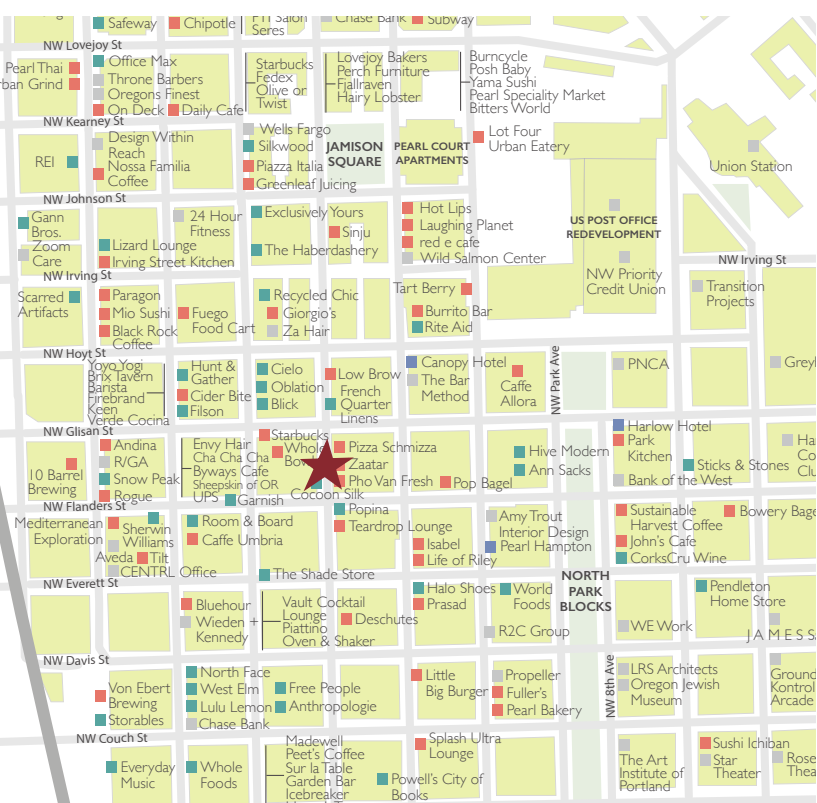 Safeway
Chipotle
Seres
Chase Bank
Subway
NW Lovejoy St
Pearl Thai
Office Max
Throne Barbers
Oregons Finest
On Deck
Daily Cafe
Starbucks
Fedex
Olive or
Twist
Lovejoy Bakers
Perch Furniture
Fjallraven
Hairy Lobster
Burncycle
Posh Baby
Yama Sushi
Pearl Speciality Market
Bitters World
NW Kearney St
REI
Design Within
Reach
Nossa Familia
Coffee
Wells Fargo
Silkwood
Piazza Italia
Greenleaf Juicing
JAMISON
SQUARE
PEARL COURT
APARTMENTS
Lot Four
Urban Eatery
Union Station
NW Johnson St
Gann
Bros.
Zoom
Care
24 Hour
Fitness
Lizard Lounge
Irving Street Kitchen
Exclusively Yours
Sinju
The Haberdashery
Hot Lips
Laughing Planet
red e cafe
Wild Salmon Center
US POST OFFICE
REDEVELOPMENT
NW Priority
Credit Union
NW Irving St
NW Irving St
Scarred
Artifacts
Paragon
Mio Sushi
Black Rock
Coffee
Fuego
Food Cart
Recycled Chic
Giorgio's
Za Hair
Tart Berry
Burrito Bar
Rite Aid
Transition
Projects
NW Hoyt St
Yoyo Yogi
Brix Tavern
Barista
Firebrand
Keen
Verde Cocina
Hunt &
Gather
Cider Bite
Filson
Cielo
Oblation
Blick
Low Brow
French
Quarter
Linens
Canopy Hotel
The Bar
Method
Caffe
Allora
NW Park Ave
PNCA
NW Glisan St
10 Barrel
Brewing
Andina
R/GA
Snow Peak
Rogue
Envy Hair
Cha Cha Cha
Byways Cafe
Sheepskin of OR
UPS
Garnish
Starbucks
Whole
Cocoon Silk
Pizza Schmizza
Zaatar
Pho Van Fresh
Pop Bagel
Hive Modern
Ann Sacks
Harlow Hotel
Park
Kitchen
Bank of the West
Sticks & Stones
NW Flanders St
Mediterranean
Exploration
Sherwin
Williams
Aveda
Tilt
CENTRL Office
Room & Board
Caffe Umbria
Popina
Teardrop Lounge
Isabel
Life of Riley
Amy Trout
Interior Design
Pearl Hampton
Sustainable
Harvest Coffee
John's Cafe
CorksCru Wine
Bowery Bage
NW Everett St
The Shade Store
Bluehour
Wieden +
Kennedy
Vault Cocktail
Lounge
Piattino
Oven & Shaker
Deschutes
Halo Shoes
Prasad
World
Foods
R2C Group
NORTH
PARK
BLOCKS
WE Work
Pendleton
Home Store
JAMES S
NW Davis St
Von Ebert
Brewing
Storables
North Face
West Elm
Lulu Lemon
Chase Bank
Free People
Anthropologie
Little
Big Burger
Propeller
Fuller's
Pearl Bakery
NW 8th Ave
LRS Architects
Oregon Jewish
Museum
Ground
Kontrol
Arcade
NW Couch St
Everyday
Music
Whole
Foods
Madewell
Peet's Coffee
Sur la Table
Garden Bar
Icebreaker
Splash Ultra
Lounge
Powell's City of
Books
The Art
Institute of
Portland
Sushi Ichiban
Star
Theater